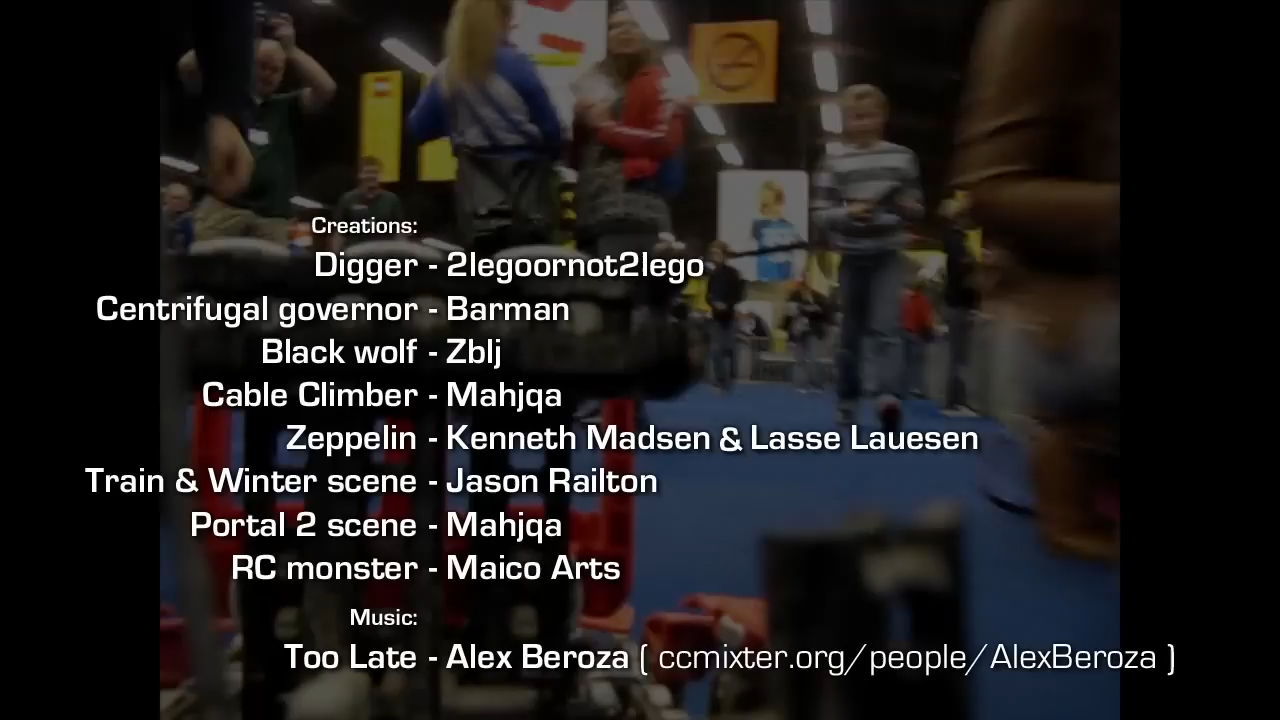 Creations:
Digger - 2legoornot2lego
Centrifugal governor - Barman
Black wolf - Zblj
Cable Climber - Mahjqa
Zeppelin - Kenneth Madsen & Lasse Lauesen
Train & Winter scene - Jason Railton
Portal 2 scene - Mahjqa
RC monster - Maico Arts
Music:
Too Late - Alex Beroza ( ccmixter.org/people/AlexBeroza )